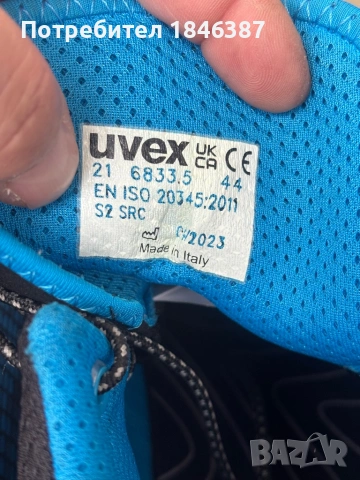 Потребител 1846387
uvex UK CA CE
21 6833.5 44
EN ISO 20345:2011
S2 SRC
/2023
Made in Italy
BAZAR